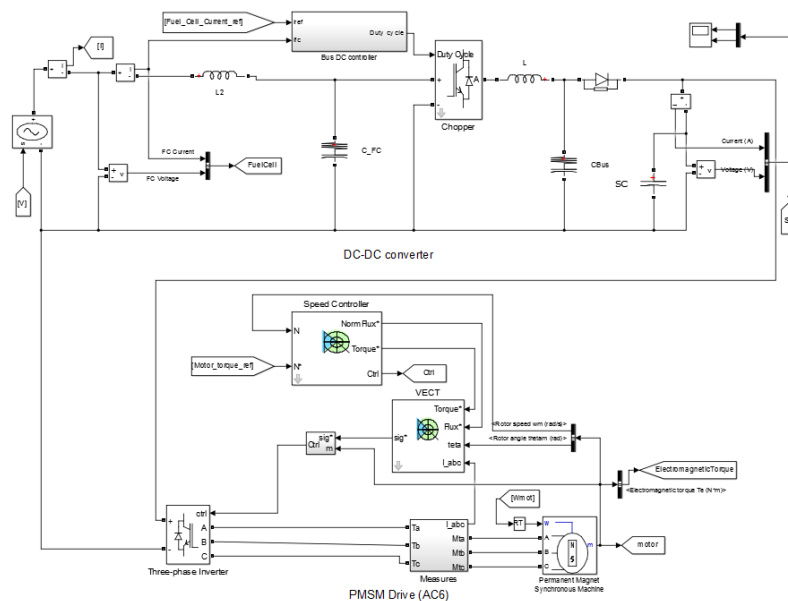 [Fuel_Cell_Current_ref]
ref
fc
Duty cycle
Bus DC controller
[I]
i
i
L2
Duty Cycle
A
Chopper
L
C_FC
CBus
SC
FC Current
FC Voltage
FuelCell
v
[V]
i
v
Current (A)
Voltage (V)
S
DC-DC converter
Speed Controller
N
N*
Norm Flux*
Torque*
Ctrl
[Motor_torque_ref]
Ctrl
VECT
Torque*
Flux*
teta
I_abc
sig*
sig*
Ctrl
m
<Rotor speed wm (rad/s)>
<Rotor angle thetam (rad)>
ElectromagneticTorque
<Electromagnetic torque Te (N*m)>
[Wmot]
RT
ctrl
A
B
C
Three-phase Inverter
I_abc
Ta
Tb
Tc
Mta
Mtb
Mtc
Measures
w
A
B
C
N
S
m
Permanent Magnet
Synchronous Machine
motor
PMSM Drive (AC6)